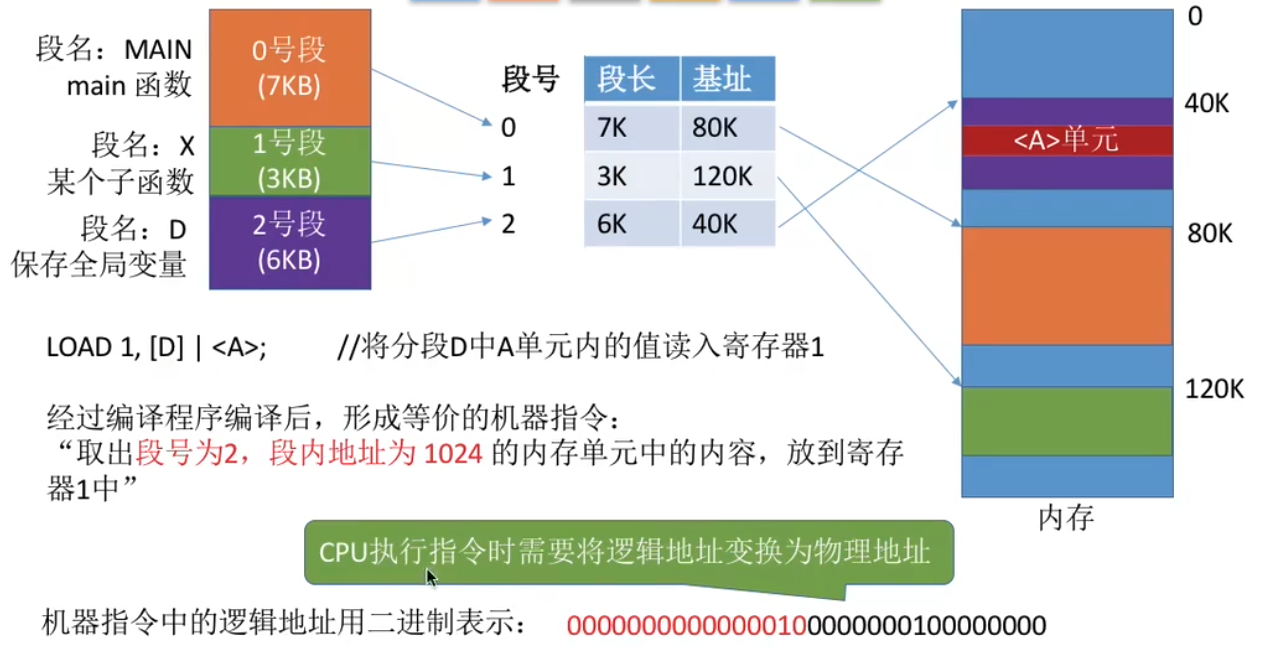 段名：MAIN
main 函数
0号段
(7KB)
段名：X
某个子函数
1号段
(3KB)
段名：D
保存全局变量
2号段
(6KB)
段号 段长 基址
0 7K 80K
1 3K 120K
2 6K 40K
0
40K
<A>单元
80K
120K
内存
LOAD 1, [D] | <A>; //将分段D中A单元内的值读入寄存器1
经过编译程序编译后，形成等价的机器指令：
“取出段号为2，段内地址为 1024 的内存单元中的内容，放到寄存
器1中”
CPU执行指令时需要将逻辑地址变换为物理地址
机器指令中的逻辑地址用二进制表示： 00000000000000100000000100000000